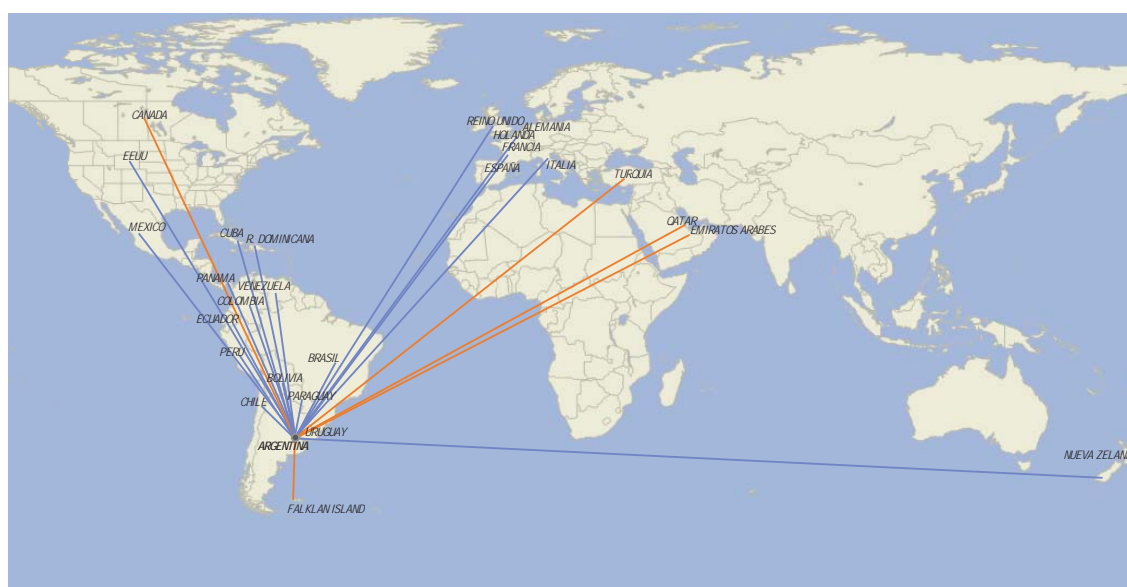 CANADA
EEUU
MEXICO
CUBA
R. DOMINICANA
PANAMA
VENEZUELA
COLOMBIA
ECUADOR
PERU
BRASIL
BOLIVIA
PARAGUAY
CHILE
URUGUAY
ARGENTINA
FALKLAN ISLAND
REINO UNIDO
ALEMANIA
HOLANDA
FRANCIA
ESPAÑA
ITALIA
TURQUIA
QATAR
EMIRATOS ARABES
NUEVA ZELAN